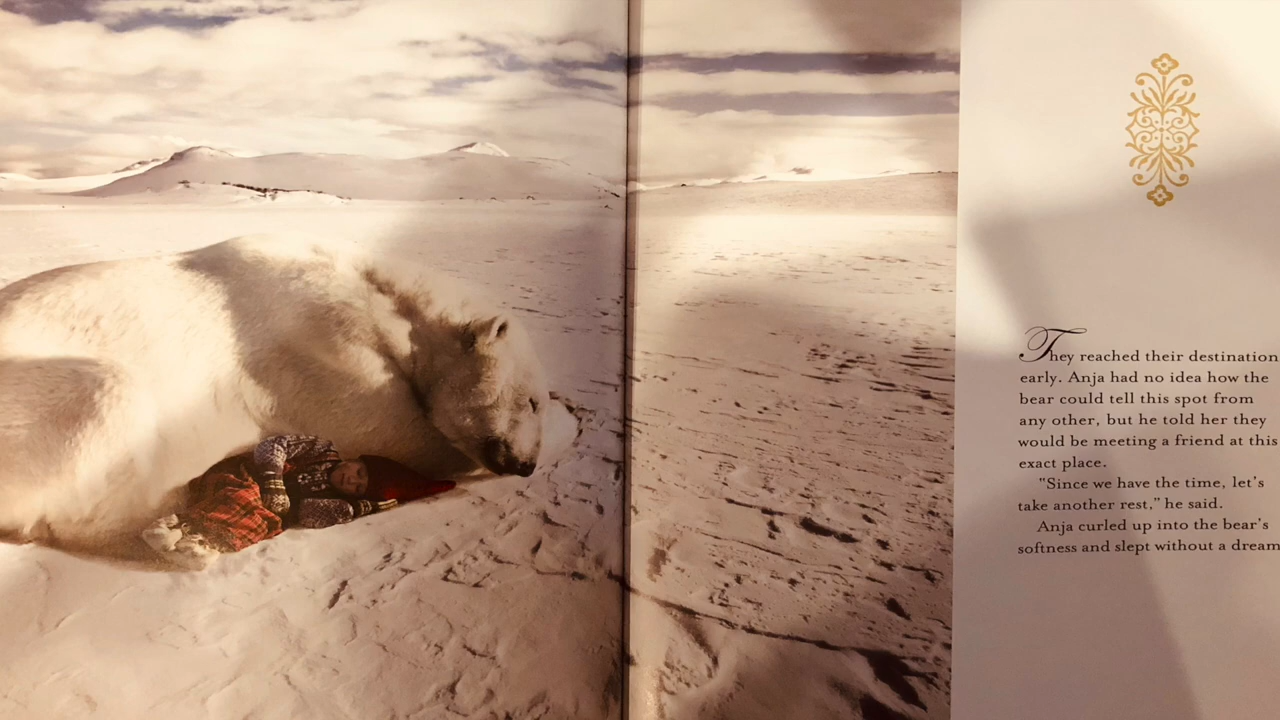 They reached their destination
early. Anja had no idea how the
bear could tell this spot from
any other, but he told her they
would be meeting a friend at this
exact place.
"Since we have the time, let's
take another rest," he said.
Anja curled up into the bear's
softness and slept without a dream